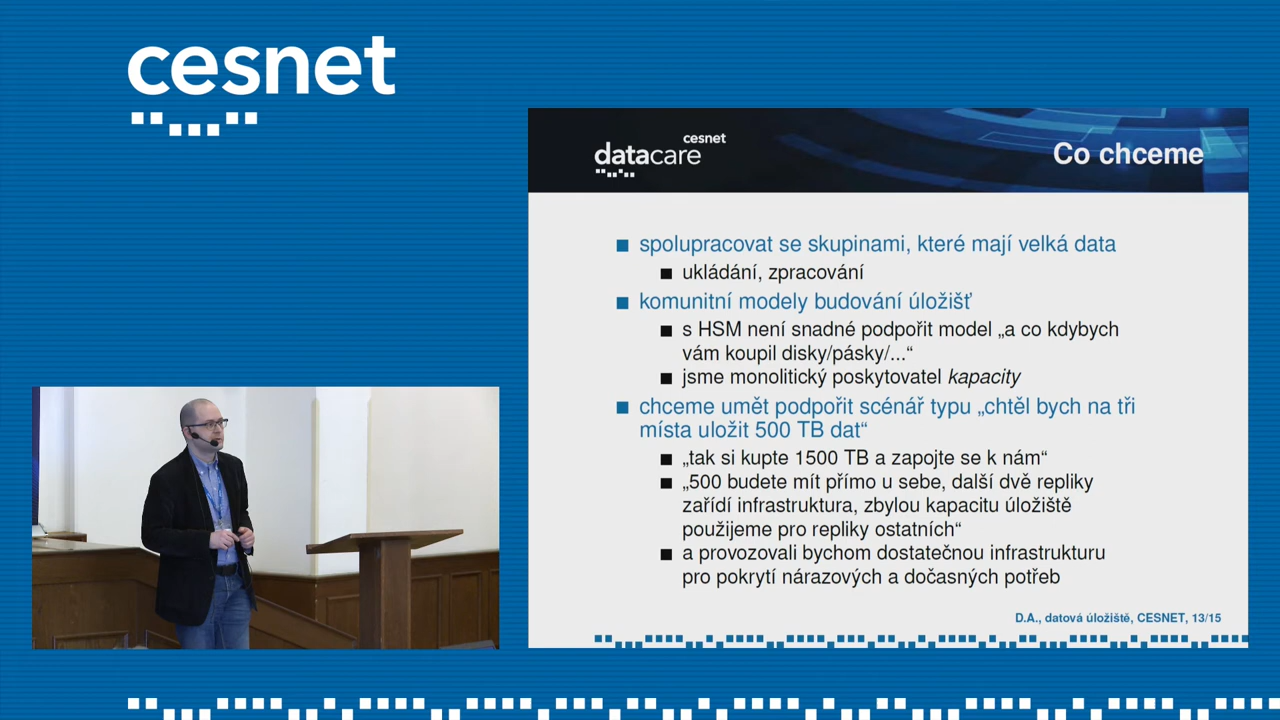 cesnet
cesnet
datacare
Co chceme
spolupracovat se skupinami, které mají velká data
ukládání, zpracování
komunitní modely budování úložišť
s HSM není snadné podpořit model „a co kdybych
vám koupil disky/pásky/...“
jsme monolitický poskytovatel kapacity
chceme umět podpořit scénář typu „chtěl bych na tři
místa uložit 500 TB dat“
„tak si kupte 1500 TB a zapojte se k nám“
„500 budete mít přímo u sebe, další dvě repliky
zařídí infrastruktura, zbylou kapacitu úložiště
použijeme pro repliky ostatních“
a provozovali bychom dostatečnou infrastrukturu
pro pokrytí nárazových a dočasných potřeb
D.A., datová úložiště, CESNET, 13/15